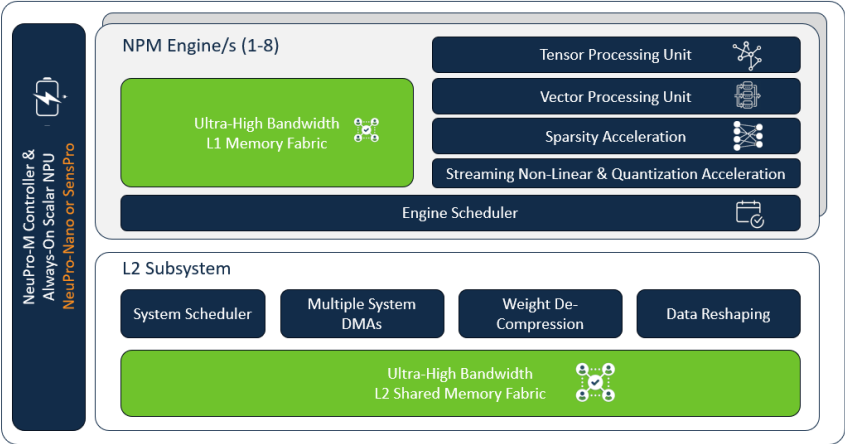 NeuPro-M Controller &
Always-On Scalar NPU
NeuPro-Nano or SensPro
NPM Engine/s (1-8)
Ultra-High Bandwidth
L1 Memory Fabric
Tensor Processing Unit
Vector Processing Unit
Sparsity Acceleration
Streaming Non-Linear & Quantization Acceleration
Engine Scheduler
L2 Subsystem
System Scheduler
Multiple System
DMAs
Weight De-
Compression
Data Reshaping
Ultra-High Bandwidth
L2 Shared Memory Fabric